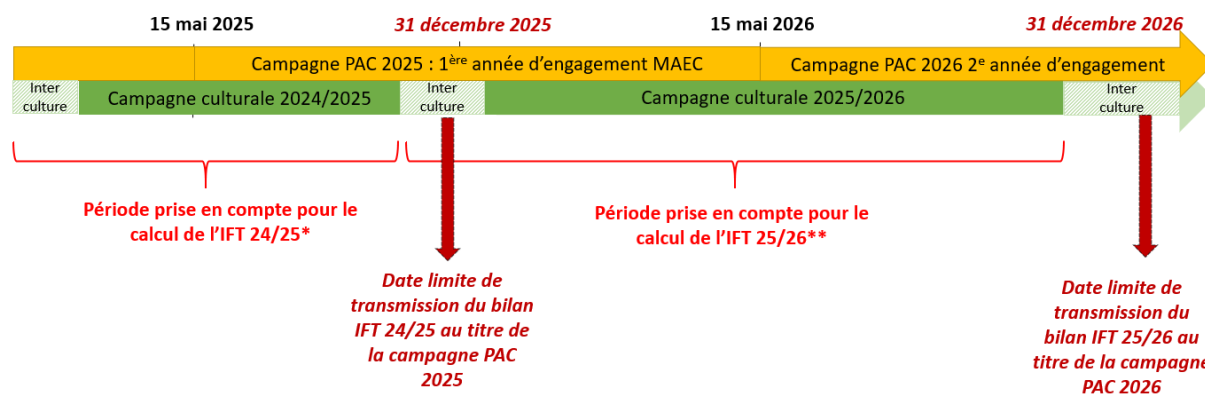 15 mai 2025
31 décembre 2025
15 mai 2026
31 décembre 2026
Campagne PAC 2025 : 1ère année d'engagement MAEC
Campagne PAC 2026 2e année d'engagement
Inter
culture
Campagne culturale 2024/2025
Inter
culture
Campagne culturale 2025/2026
Inter
culture
Période prise en compte pour le
calcul de l'IFT 24/25*
Période prise en compte pour le
calcul de l'IFT 25/26**
Date limite de
transmission du bilan
IFT 24/25 au titre de
la campagne PAC
2025
Date limite de
transmission du
bilan IFT 25/26 au
titre de la campagne
PAC 2026